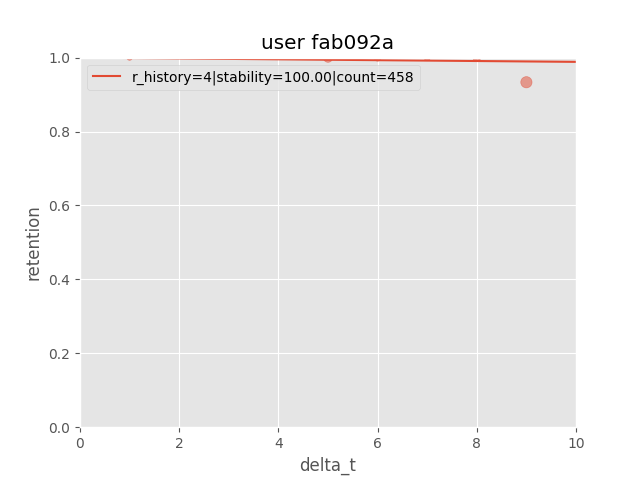 user fab092a
r_history=4|stability=100.00|count=458
retention
1.0
0.8
0.6
0.4
0.2
0.0
0 2 4 6 8 10
delta_t